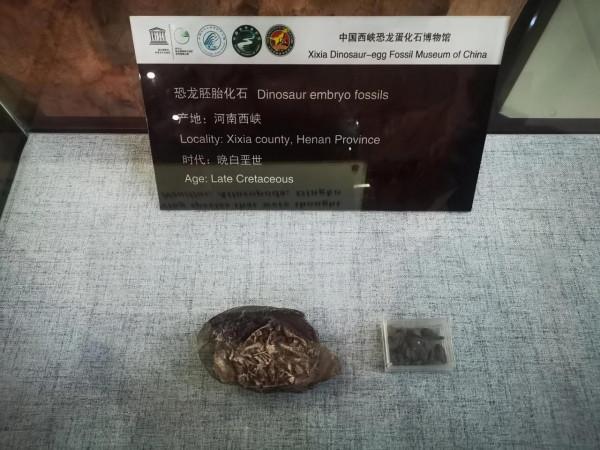 中国西峡恐龙蛋化石博物馆
Xixia Dinosaur-egg Fossil Museum of China
恐龙胚胎化石 Dinosaur embryo fossils
产地：河南西峡
Locality: Xixia county, Henan Province
时代：晚白垩世
Age: Late Cretaceous